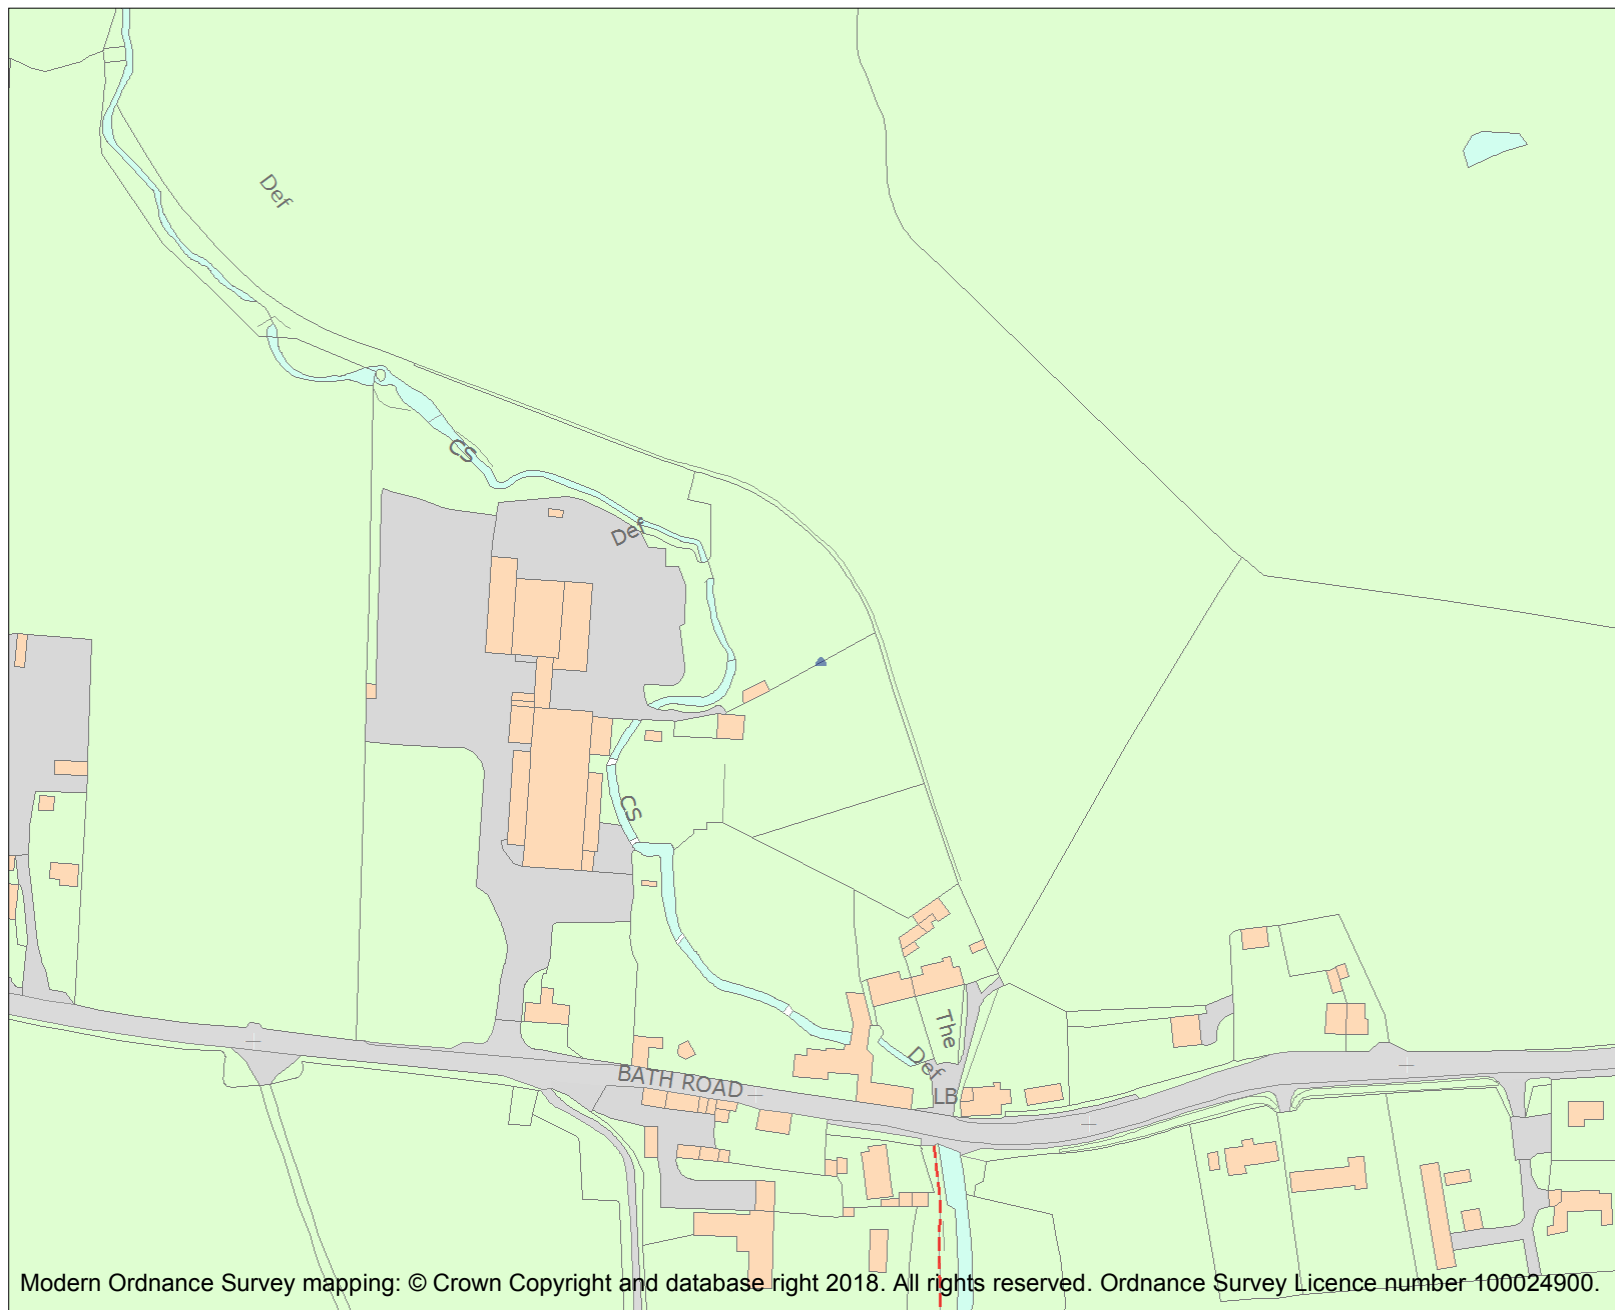 Def
CS
Def
CS
The
Def
BATH ROAD
LB
Modern Ordnance Survey mapping: © Crown Copyright and database right 2018. All rights reserved. Ordnance Survey Licence number 100024900.